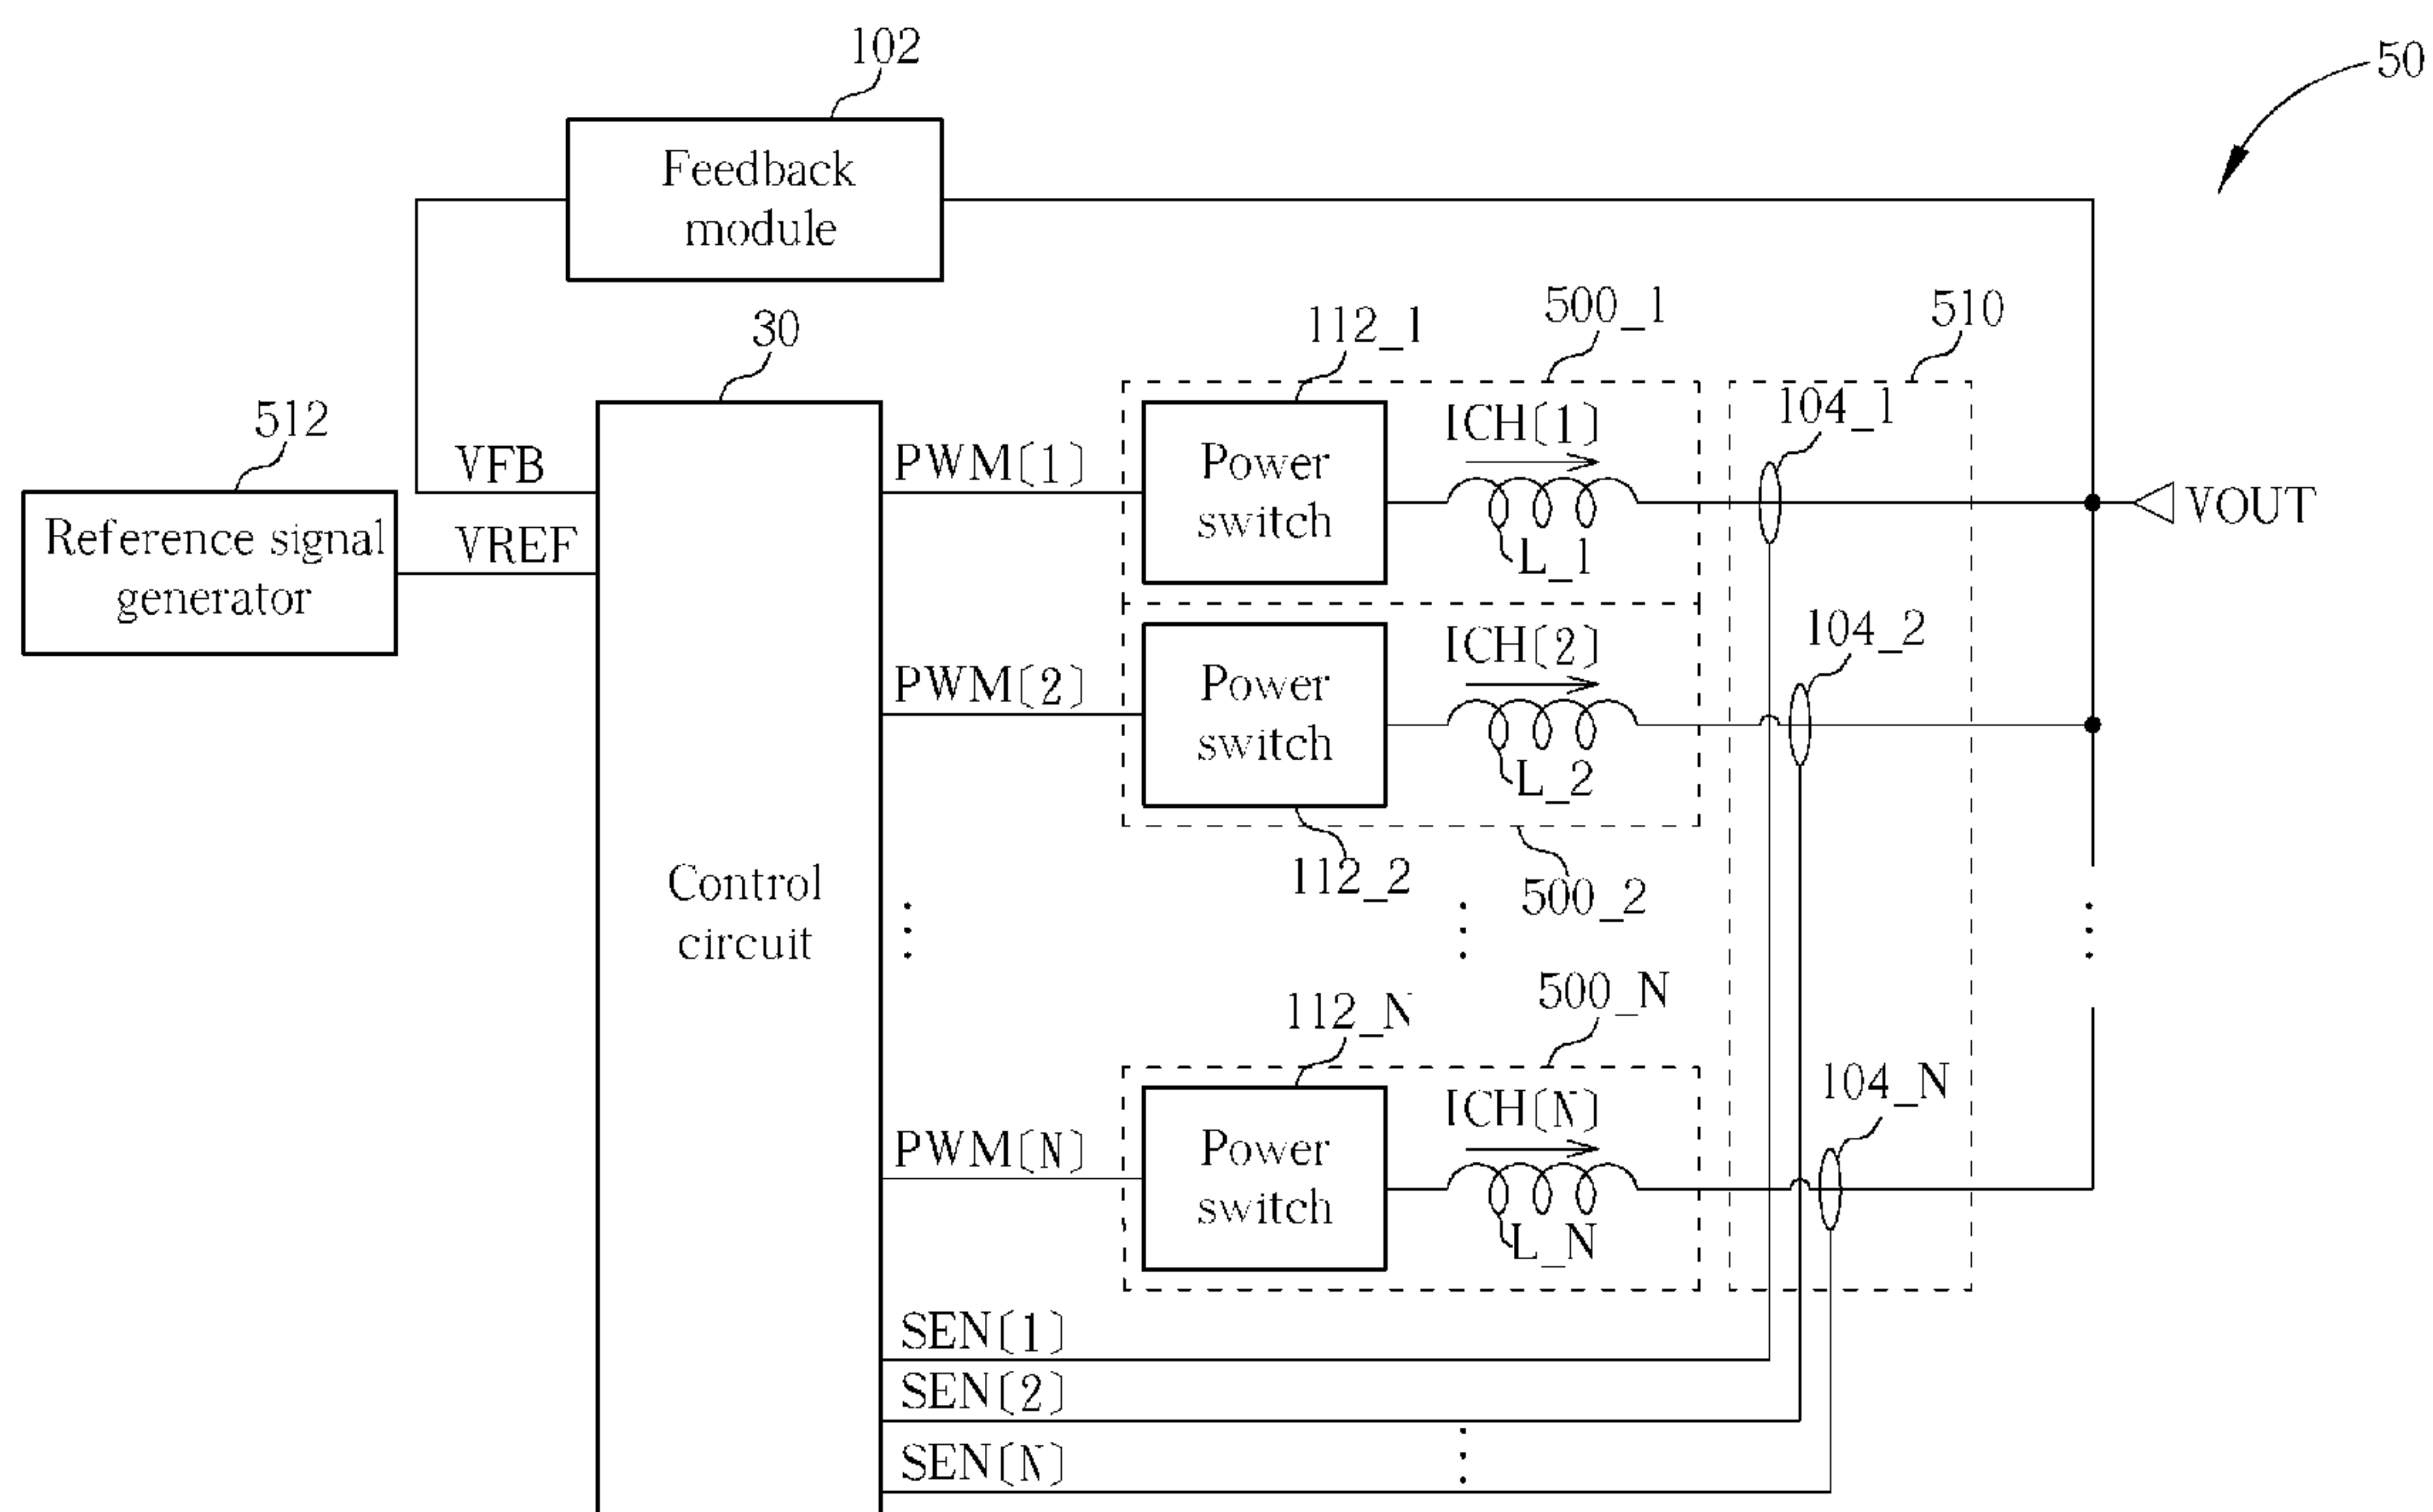 102
50
Feedback
module
500_1
510
30
112_1
104_1
512
ICH(1)
VFB
PWM(1)
Power
switch
VOUT
Reference signal
generator
VREF
L_1
104_2
ICH(2)
PWM(2)
Power
switch
L_2
112_2
500_2
Control
circuit
500_N
112_N
104_N
ICH(N)
PWM(N)
Power
switch
L_N
SEN(1)
SEN(2)
SEN(N)